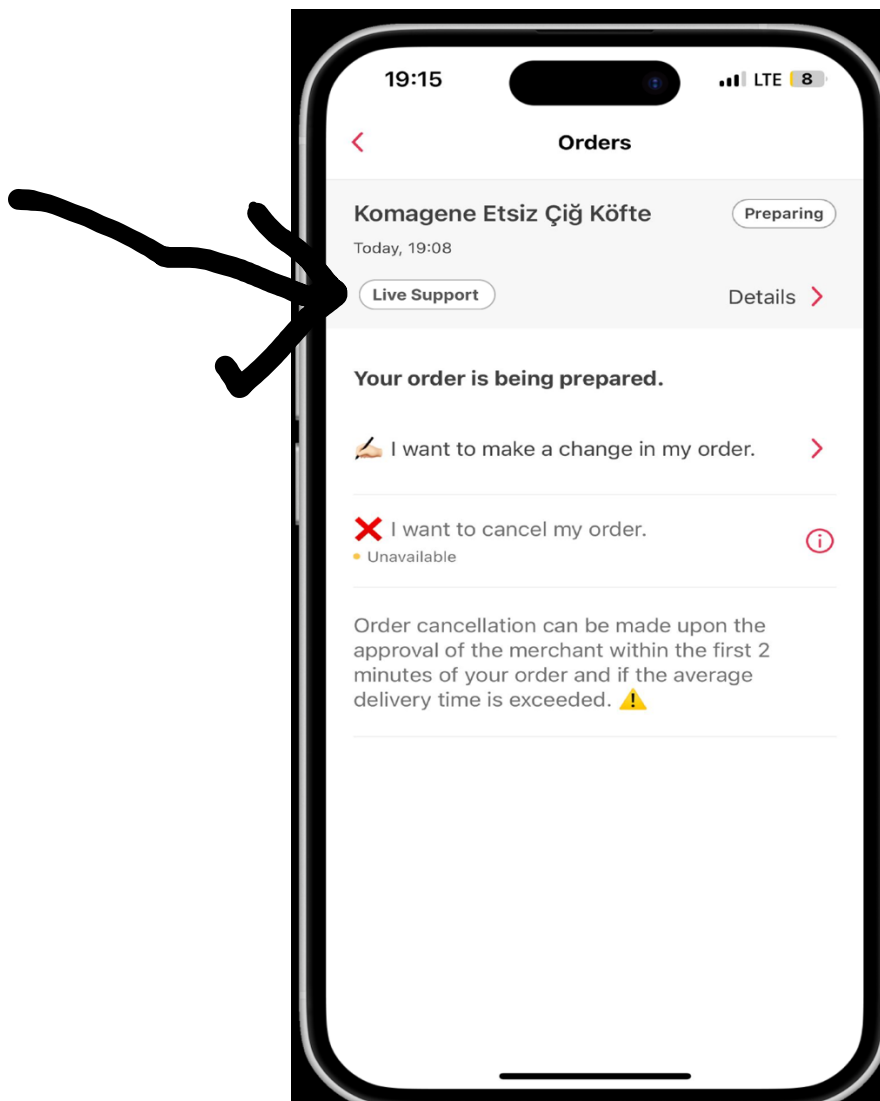 19:15
LTE 8
Orders
Komagene Etsiz Çiğ Köfte
Preparing
Today, 19:08
Live Support
Details
Your order is being prepared.
I want to make a change in my order.
I want to cancel my order.
Unavailable
Order cancellation can be made upon the
approval of the merchant within the first 2
minutes of your order and if the average
delivery time is exceeded.